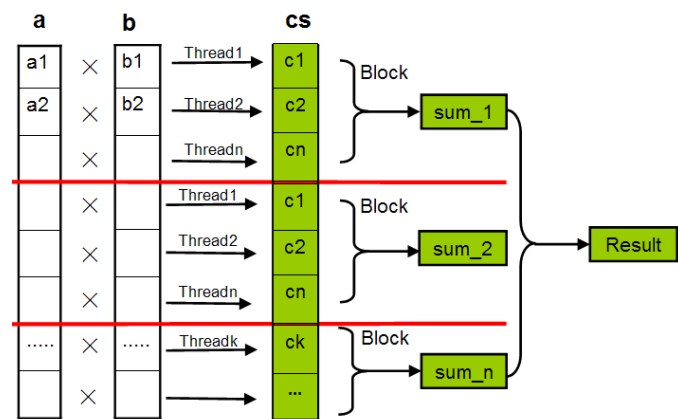 a b cs
a1 × b1 Thread1 c1 Block
a2 × b2 Thread2 c2 sum_1
× Threadn cn
× Thread1 c1 Block
× Thread2 c2 sum_2 Result
× Threadn cn
..... × ..... Threadk ck Block
× ... sum_n